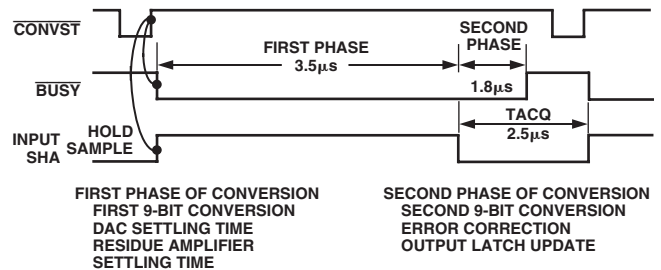 CONVST
FIRST PHASE
3.5μs
SECOND
PHASE
1.8μs
BUSY
TACQ
2.5μs
INPUT
SHA
HOLD
SAMPLE
FIRST PHASE OF CONVERSION
FIRST 9-BIT CONVERSION
DAC SETTLING TIME
RESIDUE AMPLIFIER
SETTLING TIME
SECOND PHASE OF CONVERSION
SECOND 9-BIT CONVERSION
ERROR CORRECTION
OUTPUT LATCH UPDATE